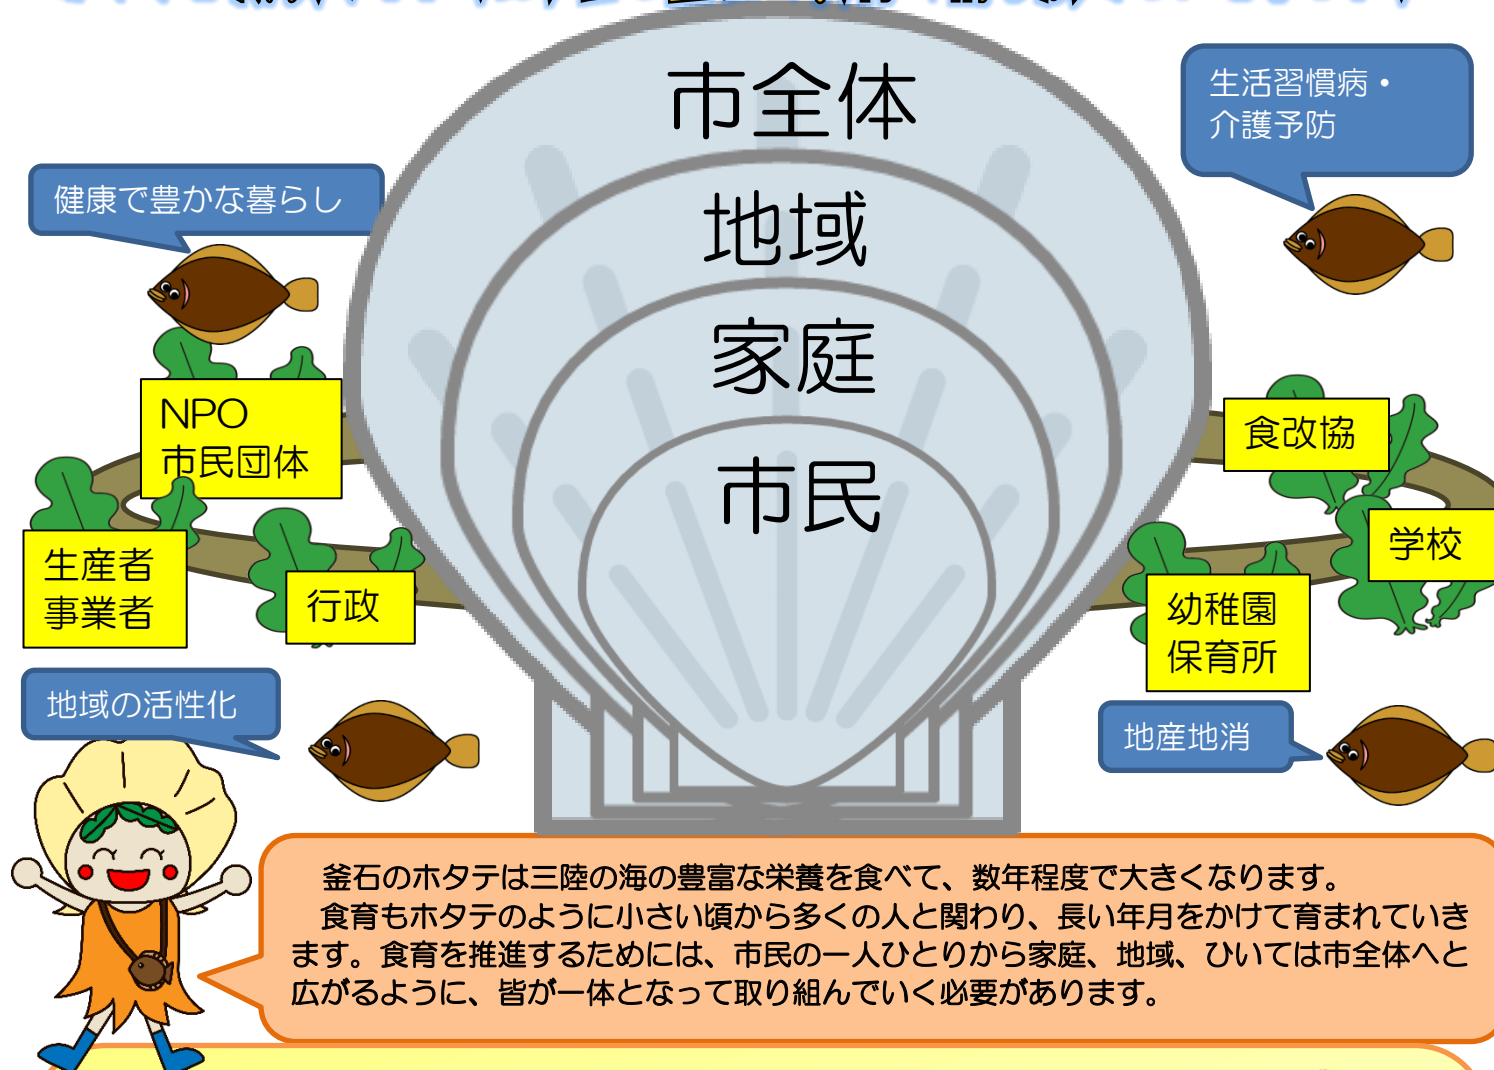 市全体
生活習慣病・
介護予防
健康で豊かな暮らし
地域
家庭
NPO
市民団体
食改協
市民
学校
生産者
事業者
行政
幼稚園
保育所
地域の活性化
地産地消
釜石のホタテは三陸の海の豊富な栄養を食べて、数年程度で大きくなります。
食育もホタテのように小さい頃から多くの人と関わり、長い年月をかけて育まれていき
ます。食育を推進するためには、市民の一人ひとりから家庭、地域、ひいては市全体へと
広がるように、皆が一体となって取り組んでいく必要があります。